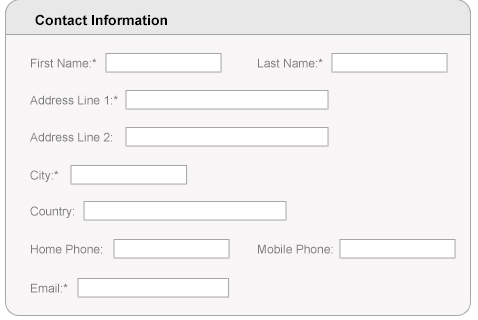 Contact Information
First Name:* Last Name:*
Address Line 1:*
Address Line 2:
City:*
Country:
Home Phone: Mobile Phone:
Email:*